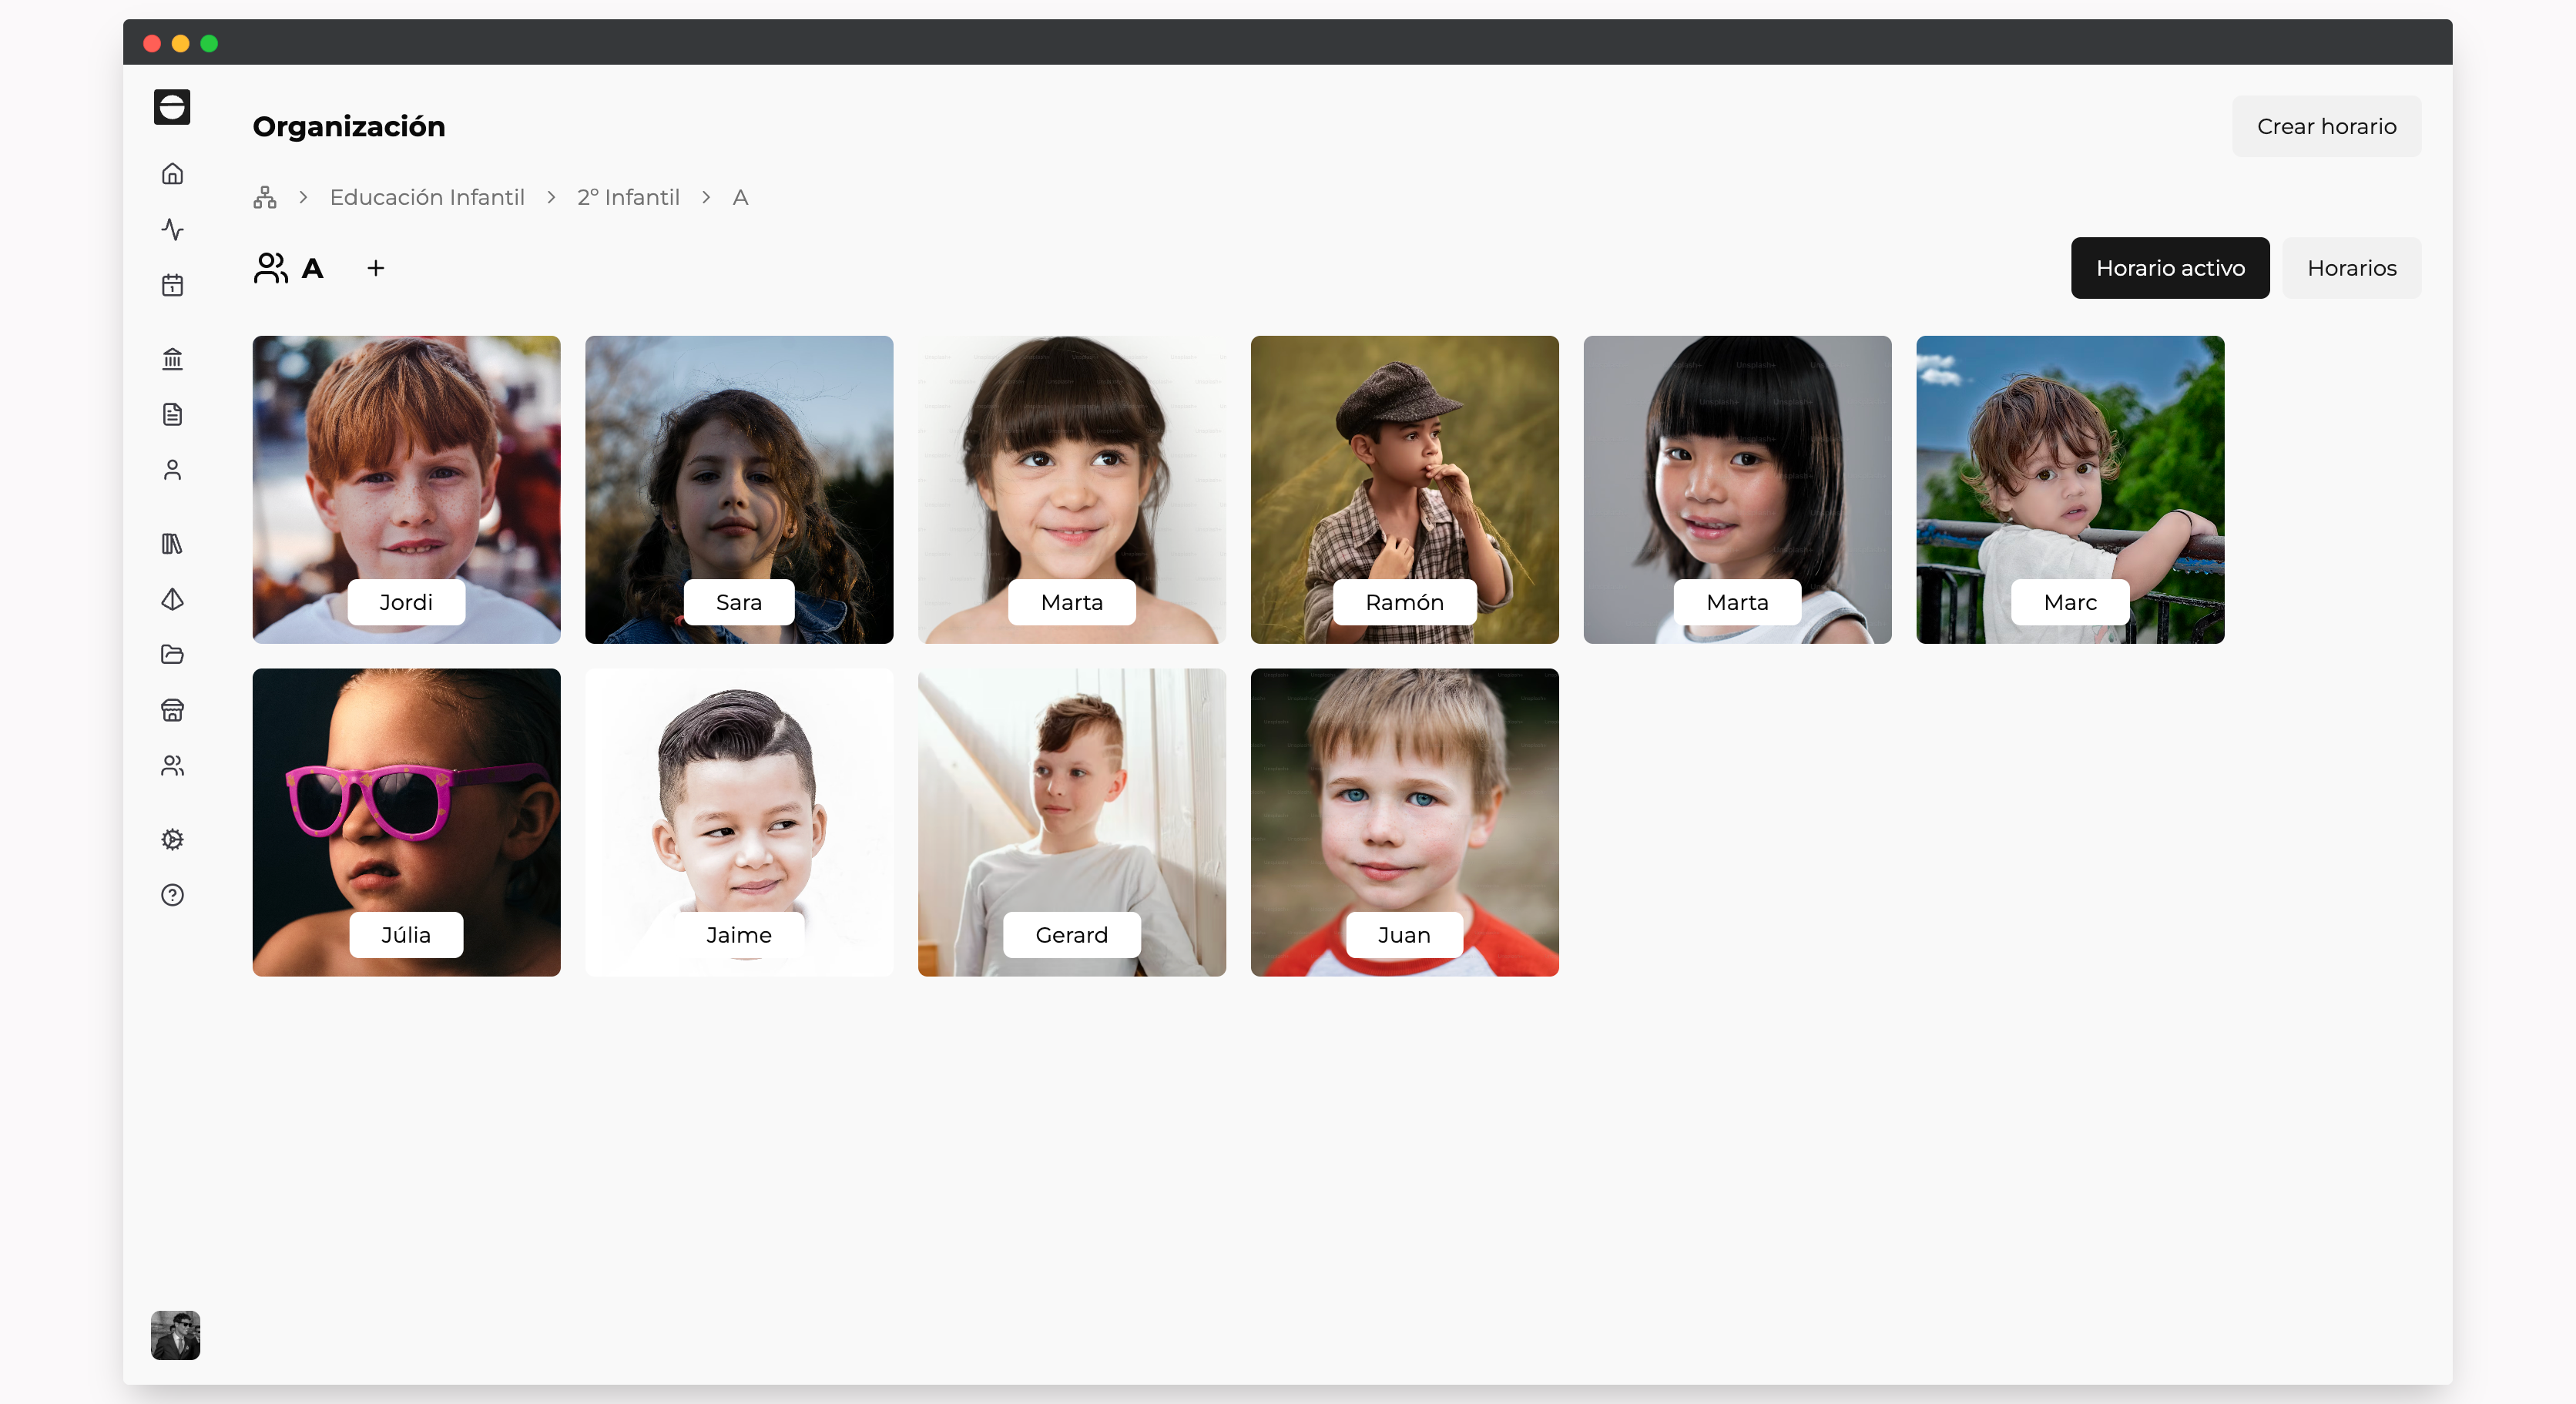 Organización
Crear horario
Educación Infantil > 2º Infantil > A
A +
Horario activo
Horarios
Jordi
Sara
Marta
Ramón
Marta
Marc
Júlia
Jaime
Gerard
Juan
Unsplash+